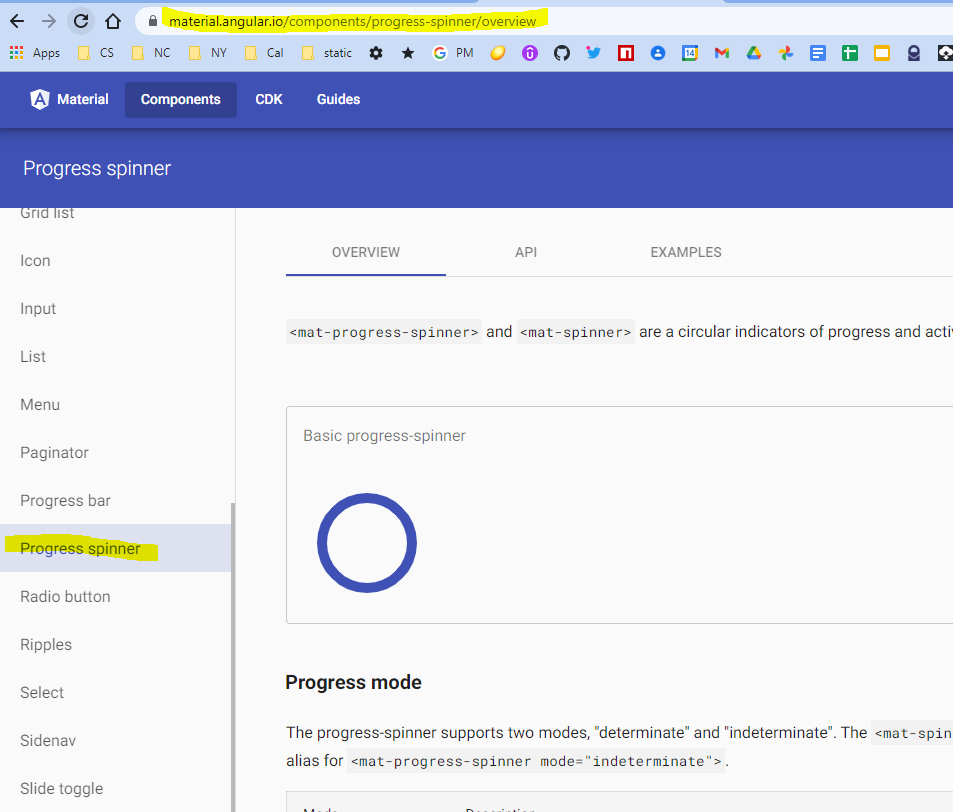 material.angular.io/components/progress-spinner/overview
Apps CS NC NY Cal static G PM 14
Material Components CDK Guides
Progress spinner
Grid list
OVERVIEW API EXAMPLES
Icon
Input
<mat-progress-spinner> and <mat-spinner> are a circular indicators of progress and
List
Menu
Basic progress-spinner
Paginator
Progress bar
Progress spinner
Radio button
Ripples
Select
Progress mode
Sidenav
The progress-spinner supports two modes, "determinate" and "indeterminate". The
alias for <mat-progress-spinner mode="indeterminate">.
Slide toggle